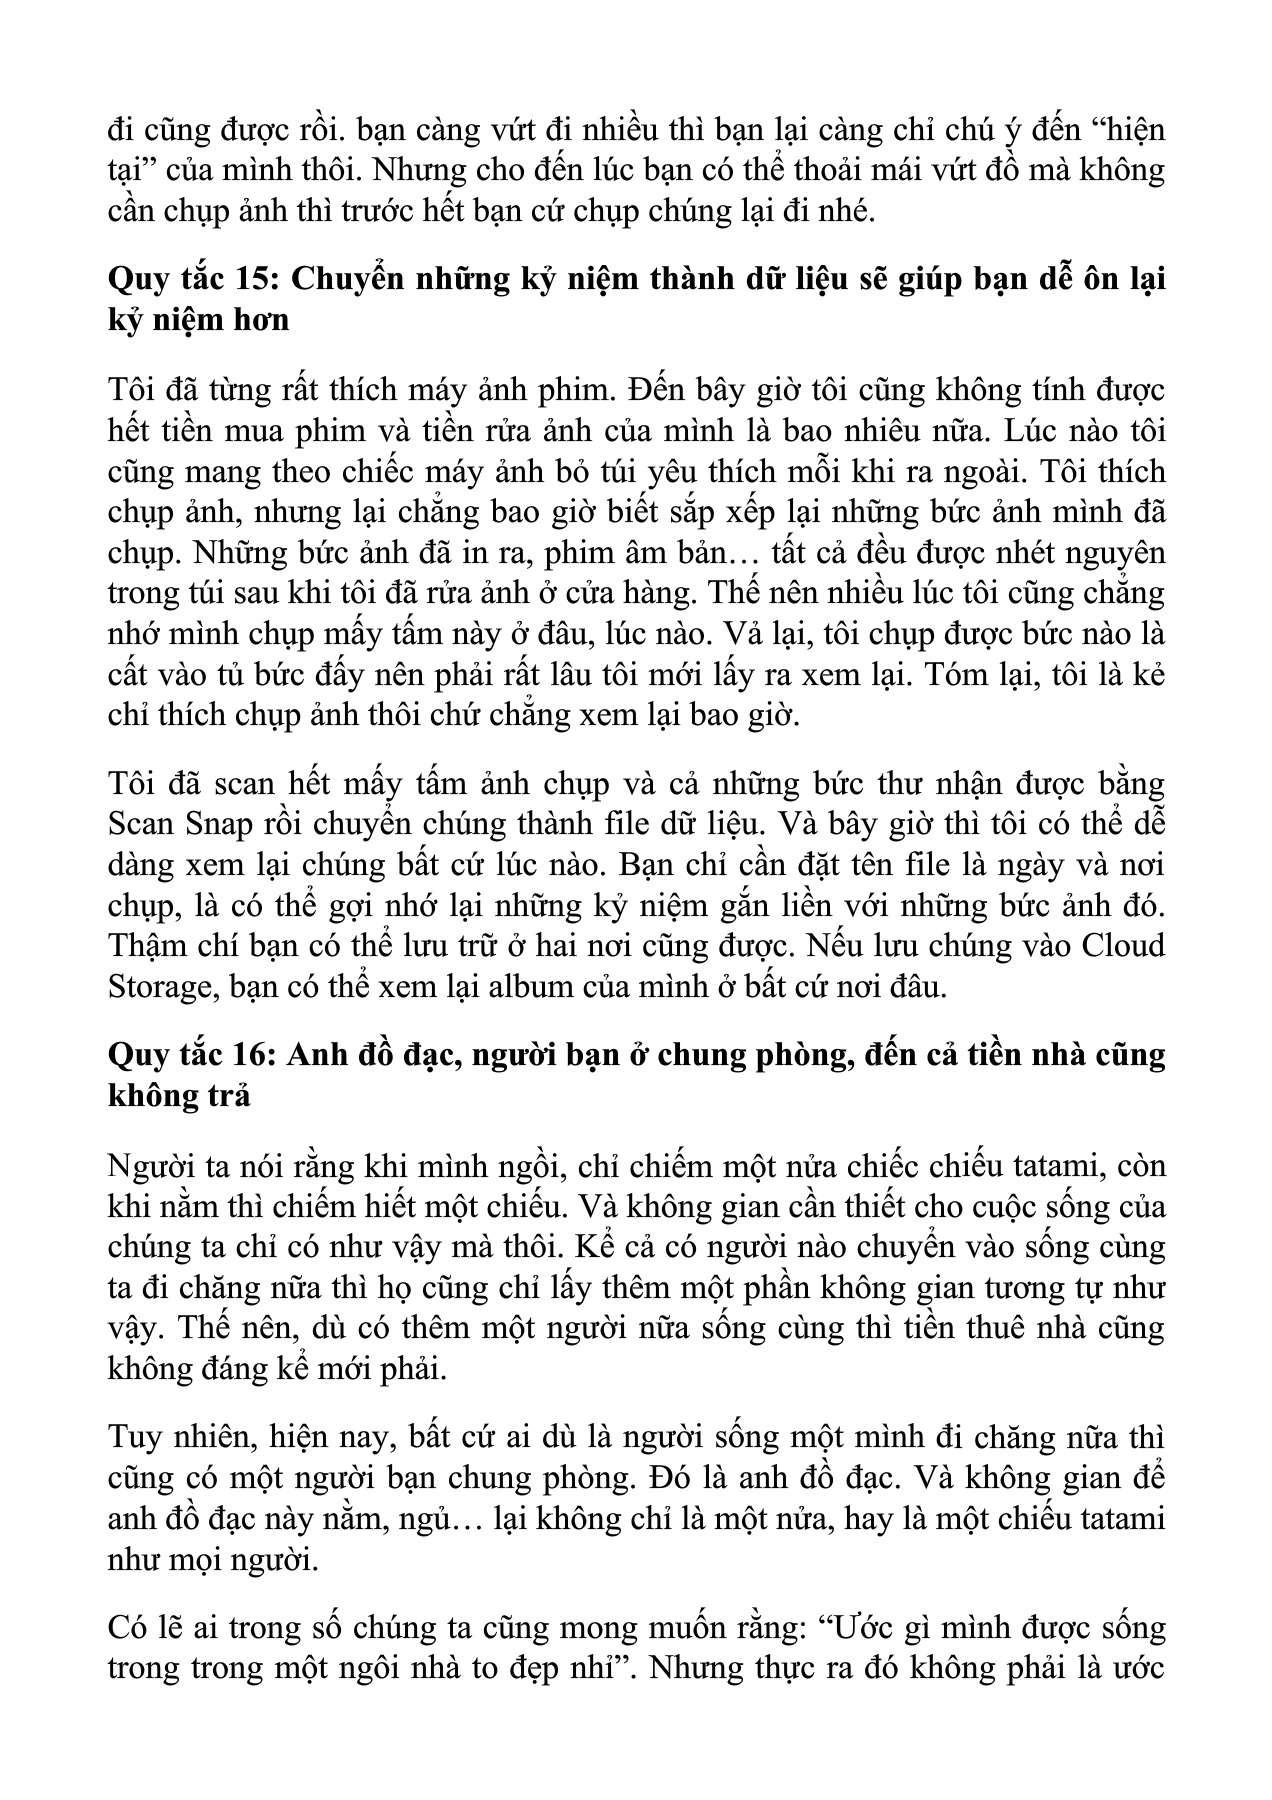 đi cũng được rồi. bạn càng vứt đi nhiều thì bạn lại càng chỉ chú ý đến “hiện
tại” của mình thôi. Nhưng cho đến lúc bạn có thể thoải mái vứt đồ mà không
cần chụp ảnh thì trước hết bạn cứ chụp chúng lại đi nhé.
Quy tắc 15: Chuyển những kỷ niệm thành dữ liệu sẽ giúp bạn dễ ôn lại
kỷ niệm hơn
Tôi đã từng rất thích máy ảnh phim. Đến bây giờ tôi cũng không tính được
hết tiền mua phim và tiền rửa ảnh của mình là bao nhiêu nữa. Lúc nào tôi
cũng mang theo chiếc máy ảnh bỏ túi yêu thích mỗi khi ra ngoài. Tôi thích
chụp ảnh, nhưng lại chẳng bao giờ biết sắp xếp lại những bức ảnh mình đã
chụp. Những bức ảnh đã in ra, phim âm bản… tất cả đều được nhét nguyên
trong túi sau khi tôi đã rửa ảnh ở cửa hàng. Thế nên nhiều lúc tôi cũng chẳng
nhớ mình chụp mấy tấm này ở đâu, lúc nào. Vả lại, tôi chụp được bức nào là
cất vào tủ bức đấy nên phải rất lâu tôi mới lấy ra xem lại. Tóm lại, tôi là kẻ
chỉ thích chụp ảnh thôi chứ chẳng xem lại bao giờ.
Tôi đã scan hết mấy tấm ảnh chụp và cả những bức thư nhận được bằng
Scan Snap rồi chuyển chúng thành file dữ liệu. Và bây giờ thì tôi có thể dễ
dàng xem lại chúng bất cứ lúc nào. Bạn chỉ cần đặt tên file là ngày và nơi
chụp, là có thể gợi nhớ lại những kỷ niệm gắn liền với những bức ảnh đó.
Thậm chí bạn có thể lưu trữ ở hai nơi cũng được. Nếu lưu chúng vào Cloud
Storage, bạn có thể xem lại album của mình ở bất cứ nơi đâu.
Quy tắc 16: Anh đồ đạc, người bạn ở chung phòng, đến cả tiền nhà cũng
không trả
Người ta nói rằng khi mình ngồi, chỉ chiếm một nửa chiếc chiếu tatami, còn
khi nằm thì chiếm hiết một chiếu. Và không gian cần thiết cho cuộc sống của
chúng ta chỉ có như vậy mà thôi. Kể cả có người nào chuyển vào sống cùng
ta đi chăng nữa thì họ cũng chỉ lấy thêm một phần không gian tương tự như
vậy. Thế nên, dù có thêm một người nữa sống cùng thì tiền thuê nhà cũng
không đáng kể mới phải.
Tuy nhiên, hiện nay, bất cứ ai dù là người sống một mình đi chăng nữa thì
cũng có một người bạn chung phòng. Đó là anh đồ đạc. Và không gian để
anh đồ đạc này nằm, ngủ… lại không chỉ là một nửa, hay là một chiếu tatami
như mọi người.
Có lẽ ai trong số chúng ta cũng mong muốn rằng: “Ước gì mình được sống
trong trong một ngôi nhà to đẹp nhỉ”. Nhưng thực ra đó không phải là ước